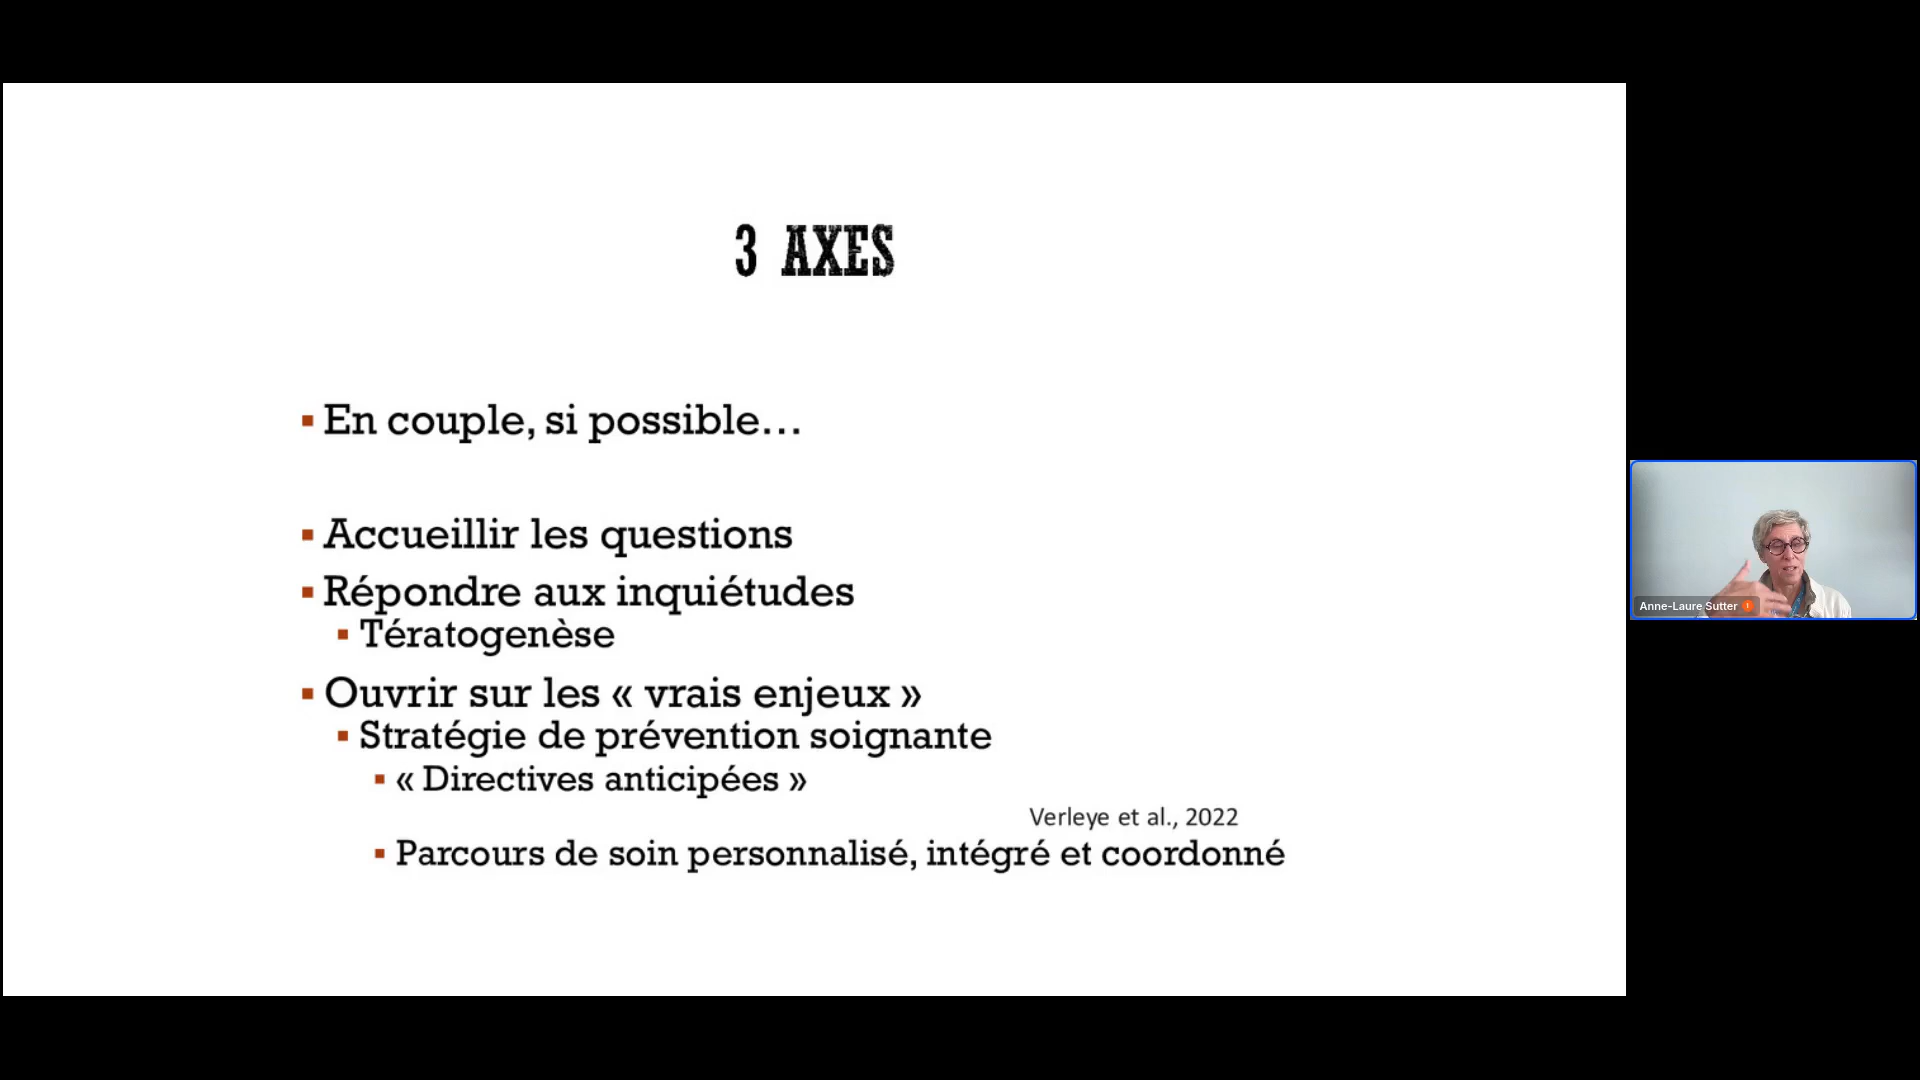 3 AXES
En couple, si possible…
Accueillir les questions
Répondre aux inquiétudes
Tératogenèse
Ouvrir sur les « vrais enjeux »
Stratégie de prévention soignante
« Directives anticipées »
Verleye et al., 2022
Parcours de soin personnalisé, intégré et coordonné
Anne-Laure Sutter